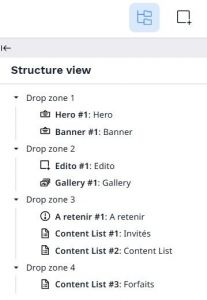 Structure view
Drop zone 1
Hero #1: Hero
Banner #1: Banner
Drop zone 2
Edito #1: Edito
Gallery #1: Gallery
Drop zone 3
A retenir #1: A retenir
Content List #1: Invités
Content List #2: Content List
Drop zone 4
Content List #3: Forfaits